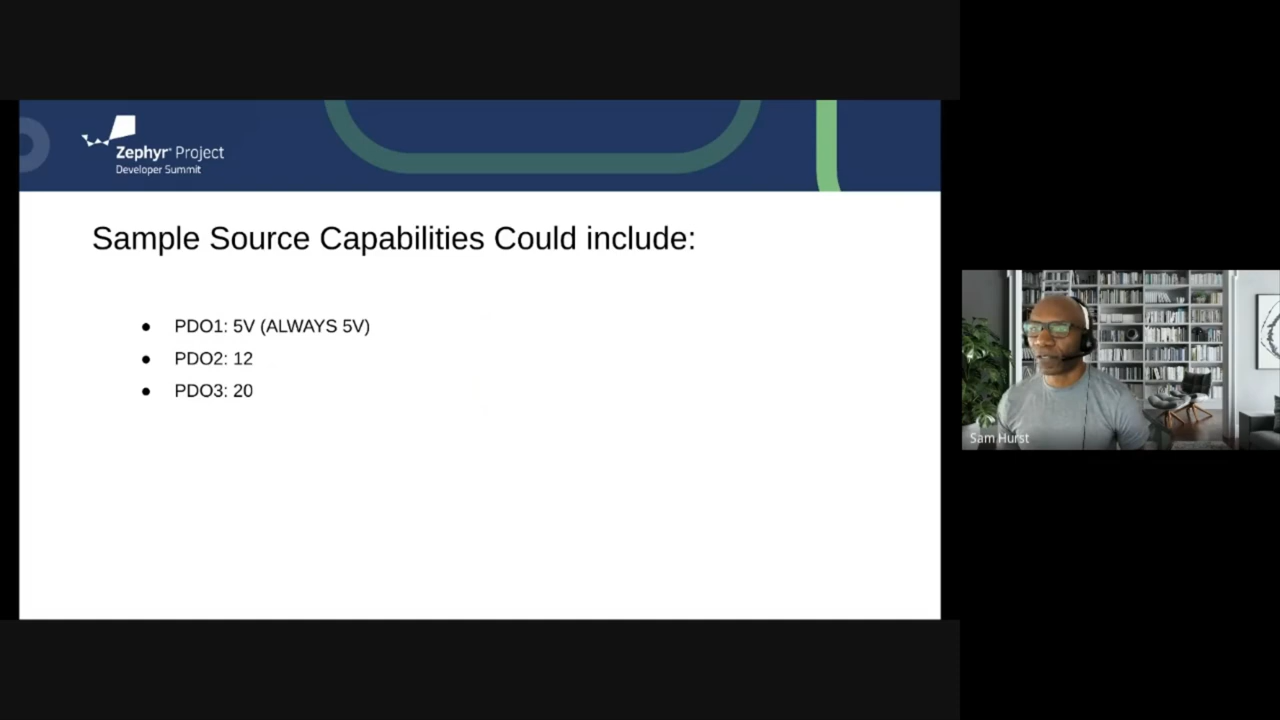 Zephyr® Project
Developer Summit
Sample Source Capabilities Could include:
● PDO1: 5V (ALWAYS 5V)
● PDO2: 12
● PDO3: 20
Sam Hurst